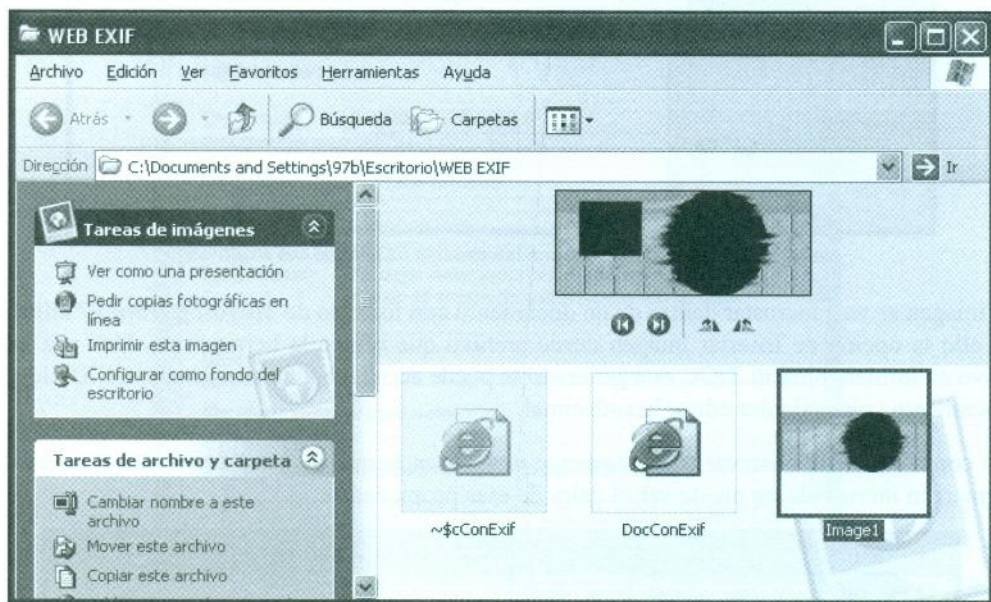 WEB EXIF
Archivo Edición Ver Favoritos Herramientas Ayuda
Atrás Búsqueda Carpetas
Dirección C:\Documents and Settings\97b\Escritorio\WEB EXIF Ir
Tareas de imágenes
Ver como una presentación
Pedir copias fotográficas en
línea
Imprimir esta imagen
Configurar como fondo del
escritorio
Tareas de archivo y carpeta
Cambiar nombre a este
archivo
Mover este archivo
Copiar este archivo
~$cConExif
DocConExif
Image1